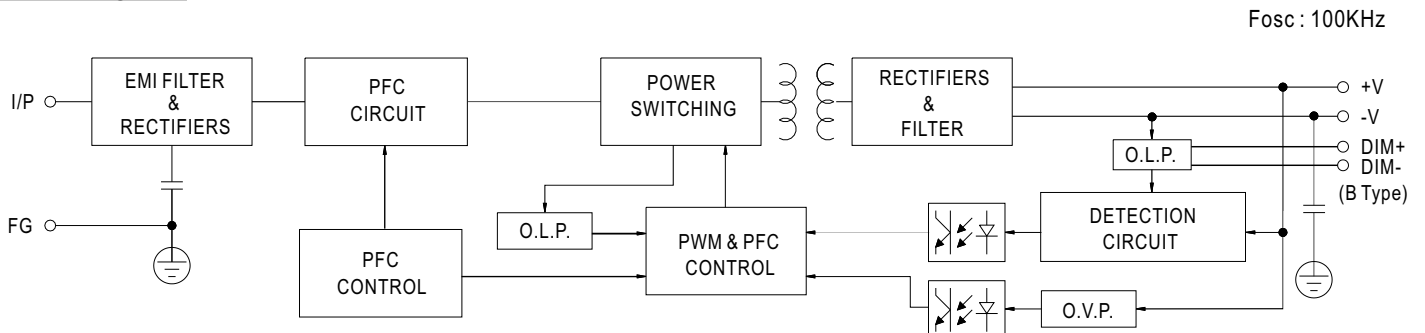 Fosc : 100KHz
I/P
EMI FILTER
&
RECTIFIERS
PFC
CIRCUIT
POWER
SWITCHING
RECTIFIERS
&
FILTER
+V
-V
DIM+
DIM-
(B Type)
O.L.P.
FG
O.L.P.
PFC
CONTROL
PWM & PFC
CONTROL
DETECTION
CIRCUIT
O.V.P.